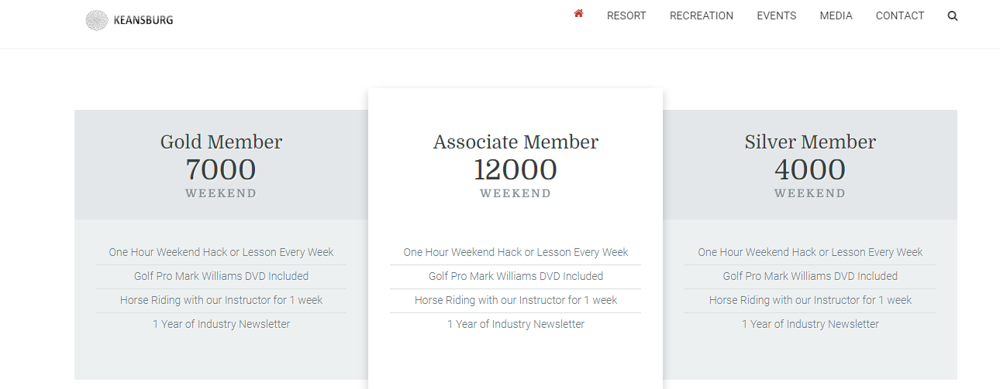 KEANSBURG
RESORT RECREATION EVENTS MEDIA CONTACT
Gold Member
7000
WEEKEND
One Hour Weekend Hack or Lesson Every Week
Golf Pro Mark Williams DVD Included
Horse Riding with our Instructor for 1 week
1 Year of Industry Newsletter
Associate Member
12000
WEEKEND
One Hour Weekend Hack or Lesson Every Week
Golf Pro Mark Williams DVD Included
Horse Riding with our Instructor for 1 week
1 Year of Industry Newsletter
Silver Member
4000
WEEKEND
One Hour Weekend Hack or Lesson Every Week
Golf Pro Mark Williams DVD Included
Horse Riding with our Instructor for 1 week
1 Year of Industry Newsletter